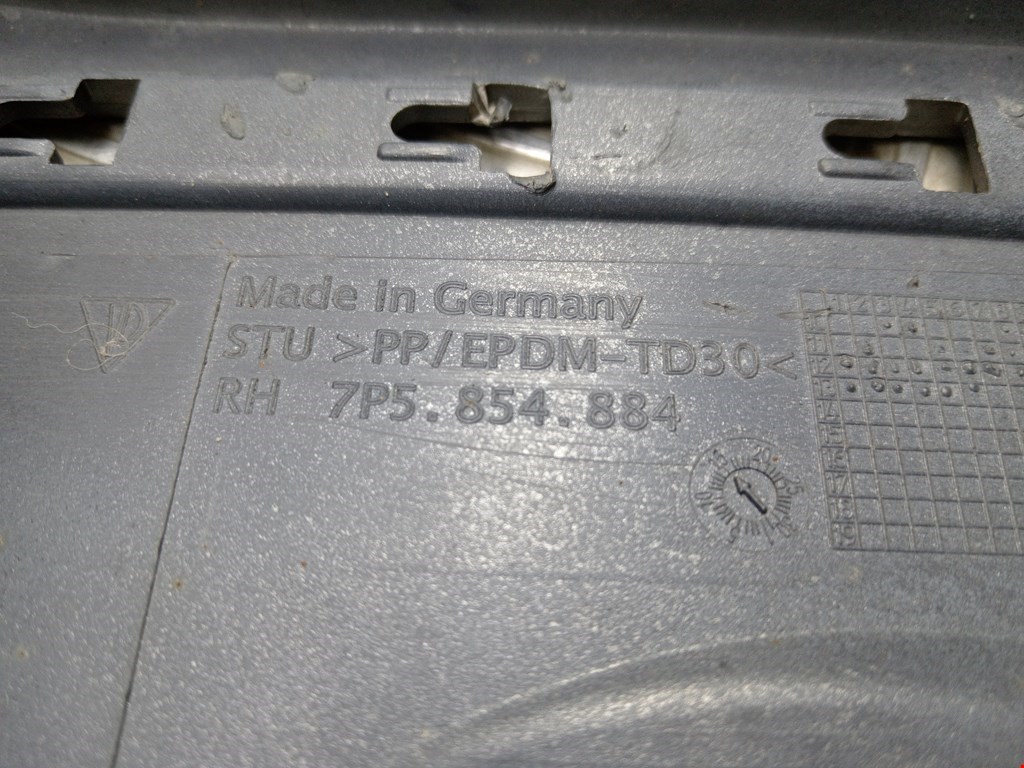 Made in Germany
STU >PP/EPDM-TD30<
RH 7P5.854.884